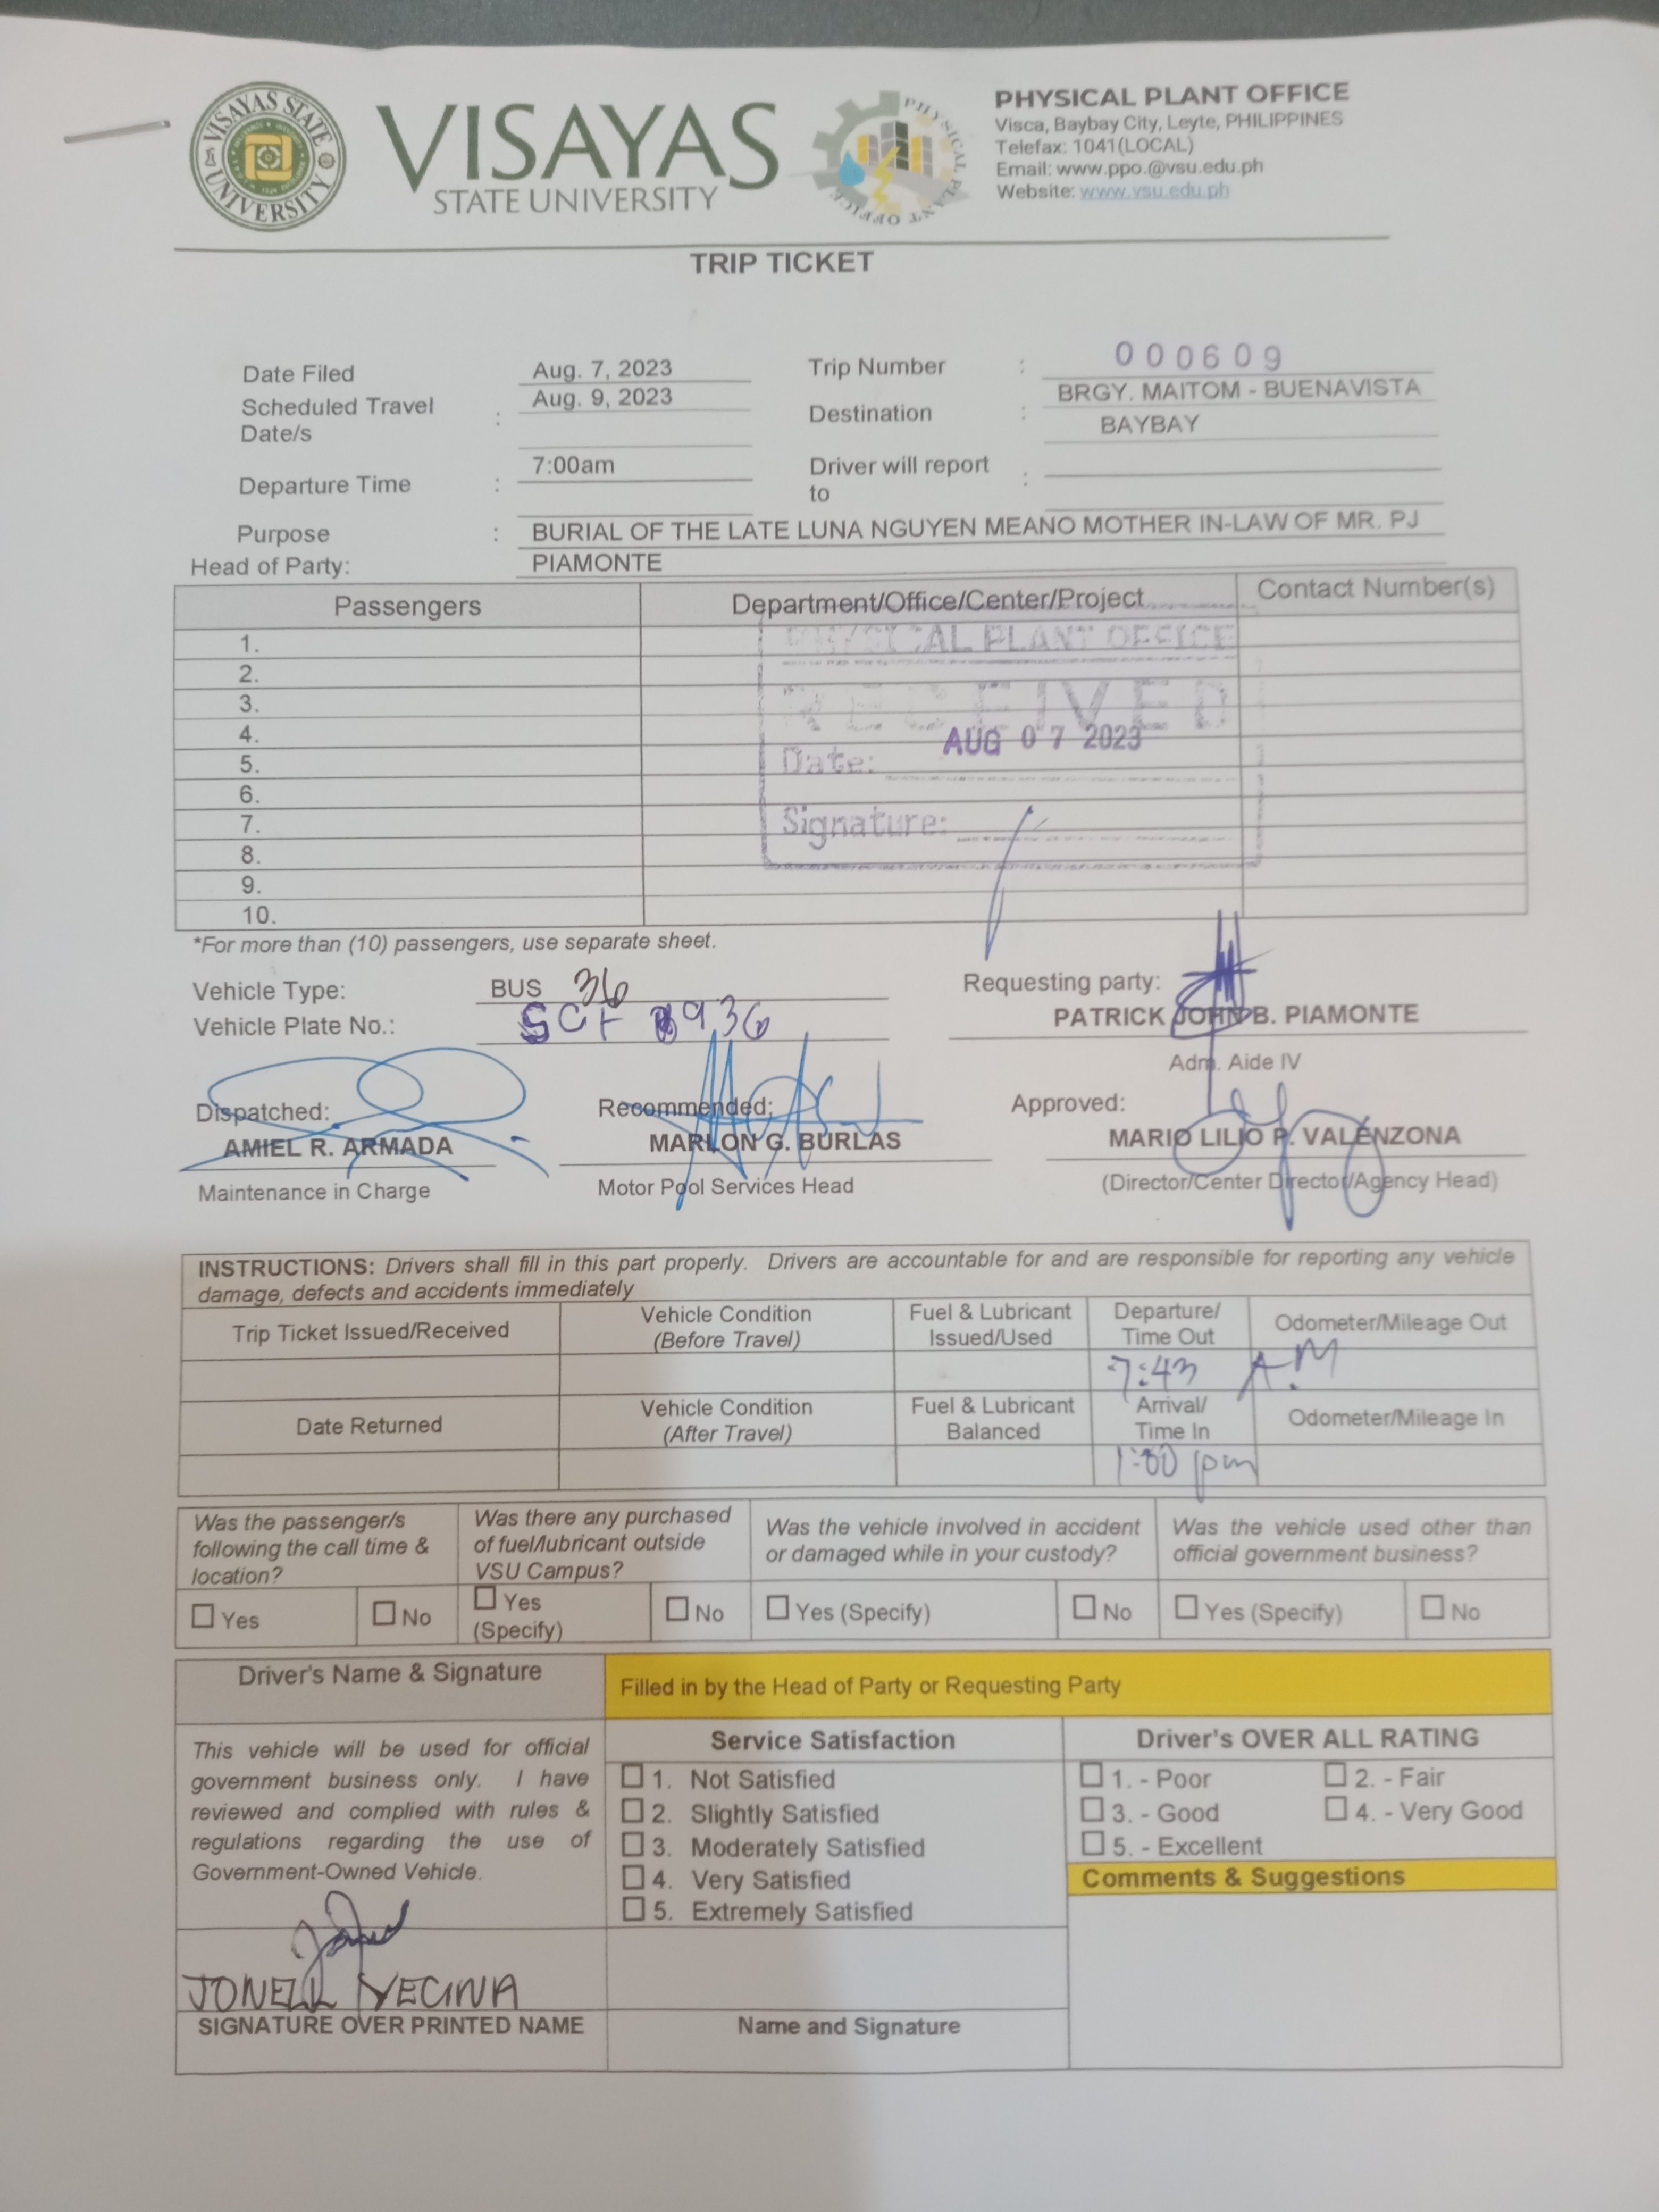 VISAYAS STATE UNIVERSITY
VISAYAS
STATE UNIVERSITY
PHYSICAL PLANT OFFICE
PHYSICAL PLANT OFFICE
Visca, Baybay City, Leyte, PHILIPPINES
Telefax: 1041(LOCAL)
Email: www.ppo.@vsu.edu.ph
Website: www.vsu.edu.ph
TRIP TICKET
Date Filed Aug. 7, 2023 Trip Number : 000609
Scheduled Travel Date/s : Aug. 9, 2023 Destination : BRGY. MAITOM - BUENAVISTA
BAYBAY
Departure Time : 7:00am Driver will report to :
Purpose : BURIAL OF THE LATE LUNA NGUYEN MEANO MOTHER IN-LAW OF MR. PJ
Head of Party: PIAMONTE
Passengers Department/Office/Center/Project Contact Number(s)
1.
2.
3.
4.
5.
6.
7.
8.
9.
10.
PHYSICAL PLANT OFFICE
RECEIVED
Date: AUG 07 2023
Signature:
*For more than (10) passengers, use separate sheet.
Vehicle Type: BUS 36
Vehicle Plate No.:
Requesting party:
PATRICK JOHN B. PIAMONTE
Adm. Aide IV
Dispatched: Recommended; Approved:
AMIEL R. ARMADA MARLON G. BURLAS MARIO LILIO P. VALENZONA
Maintenance in Charge Motor Pool Services Head (Director/Center Director/Agency Head)
INSTRUCTIONS: Drivers shall fill in this part properly. Drivers are accountable for and are responsible for reporting any vehicle
damage, defects and accidents immediately
Trip Ticket Issued/Received Vehicle Condition (Before Travel) Fuel & Lubricant Issued/Used Departure/ Time Out Odometer/Mileage Out
7:43 A.M
Date Returned Vehicle Condition (After Travel) Fuel & Lubricant Balanced Arrival/ Time In Odometer/Mileage In
1:00 pm
Was the passenger/s following the call time & location?
Yes No
Was there any purchased of fuel/lubricant outside VSU Campus?
Yes (Specify) No
Was the vehicle involved in accident or damaged while in your custody?
Yes (Specify) No
Was the vehicle used other than official government business?
Yes (Specify) No
Driver's Name & Signature
Filled in by the Head of Party or Requesting Party
This vehicle will be used for official
government business only. I have
reviewed and complied with rules &
regulations regarding the use of
Government-Owned Vehicle.
Service Satisfaction
1. Not Satisfied
2. Slightly Satisfied
3. Moderately Satisfied
4. Very Satisfied
5. Extremely Satisfied
Driver's OVER ALL RATING
1. - Poor 2. - Fair
3. - Good 4. - Very Good
5. - Excellent
Comments & Suggestions
JONELL YECINA
SIGNATURE OVER PRINTED NAME
Name and Signature